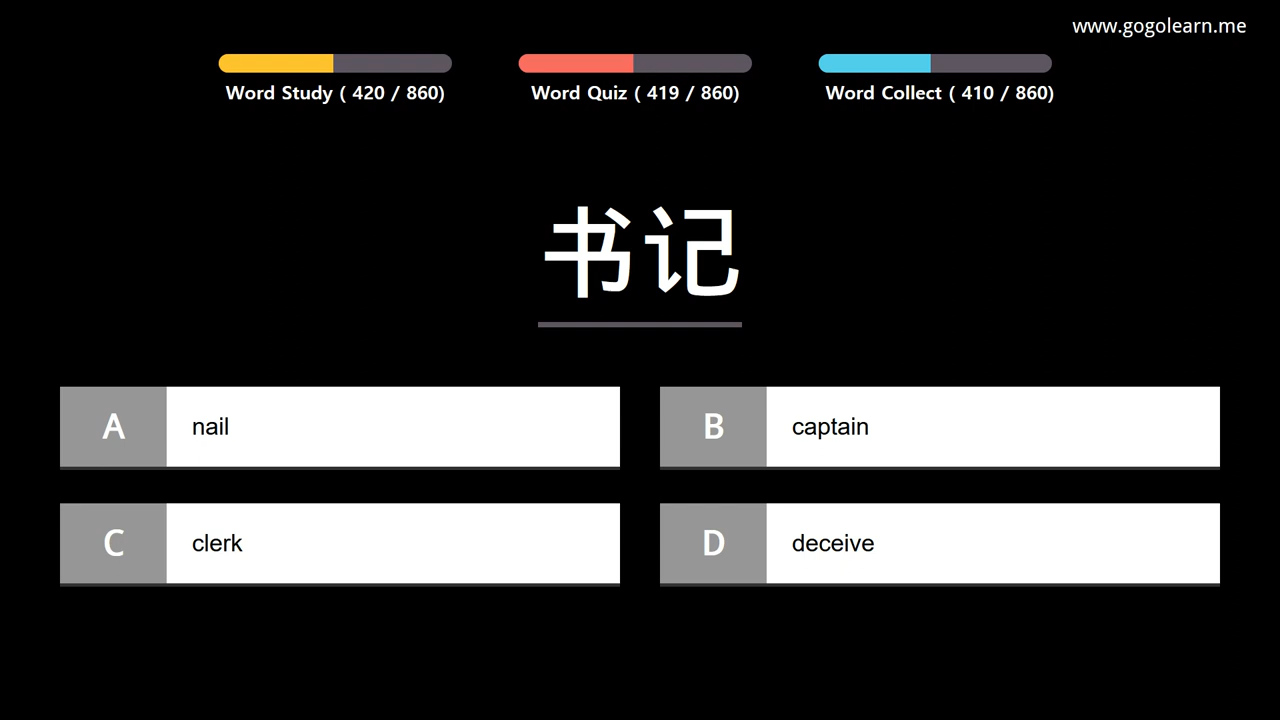 www.gogolearn.me
Word Study ( 420 / 860)
Word Quiz ( 419 / 860)
Word Collect ( 410 / 860)
书记
A nail
B captain
C clerk
D deceive